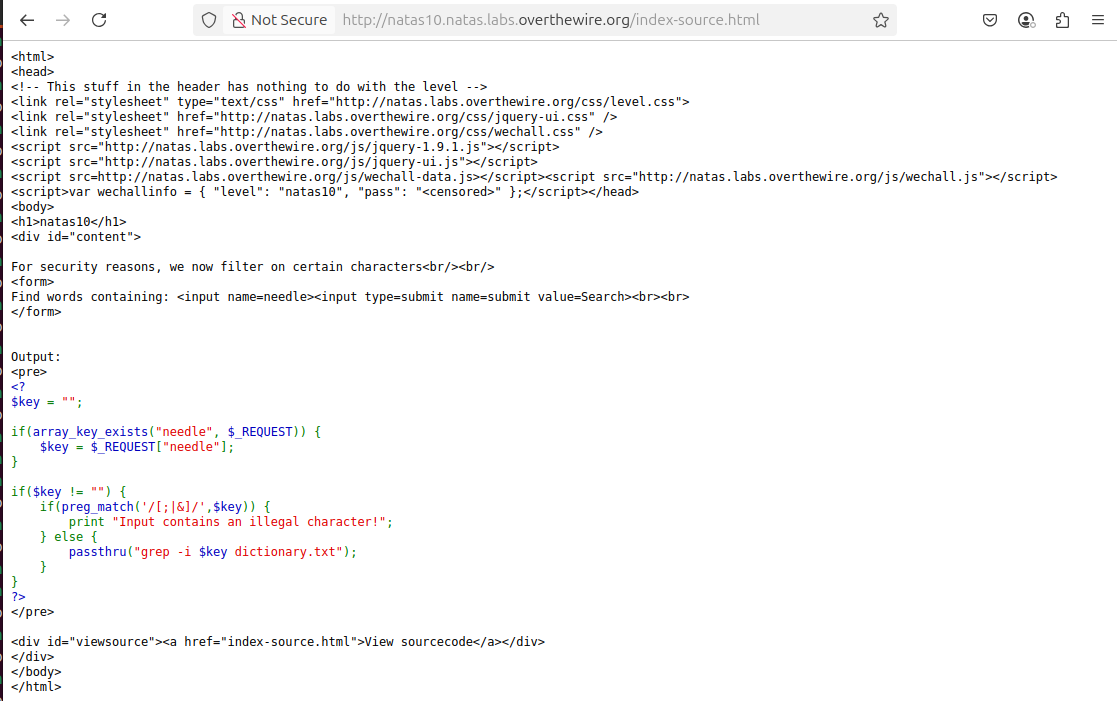 Not Secure http://natas10.natas.labs.overthewire.org/index-source.html
<html>
<head>
<!-- This stuff in the header has nothing to do with the level -->
<link rel="stylesheet" type="text/css" href="http://natas.labs.overthewire.org/css/level.css">
<link rel="stylesheet" href="http://natas.labs.overthewire.org/css/jquery-ui.css" />
<link rel="stylesheet" href="http://natas.labs.overthewire.org/css/wechall.css" />
<script src="http://natas.labs.overthewire.org/js/jquery-1.9.1.js"></script>
<script src="http://natas.labs.overthewire.org/js/jquery-ui.js"></script>
<script src=http://natas.labs.overthewire.org/js/wechall-data.js></script><script src="http://natas.labs.overthewire.org/js/wechall.js"></script>
<script>var wechallinfo = { "level": "natas10", "pass": "<censored>" };</script></head>
<body>
<h1>natas10</h1>
<div id="content">

For security reasons, we now filter on certain characters<br/><br/>
<form>
Find words containing: <input name=needle><input type=submit name=submit value=Search><br><br>
</form>


Output:
<pre>
<?
$key = "";

if(array_key_exists("needle", $_REQUEST)) {
    $key = $_REQUEST["needle"];
}

if($key != "") {
    if(preg_match('/[;|&]/',$key)) {
        print "Input contains an illegal character!";
    } else {
        passthru("grep -i $key dictionary.txt");
    }
}
?>
</pre>

<div id="viewsource"><a href="index-source.html">View sourcecode</a></div>
</div>
</body>
</html>